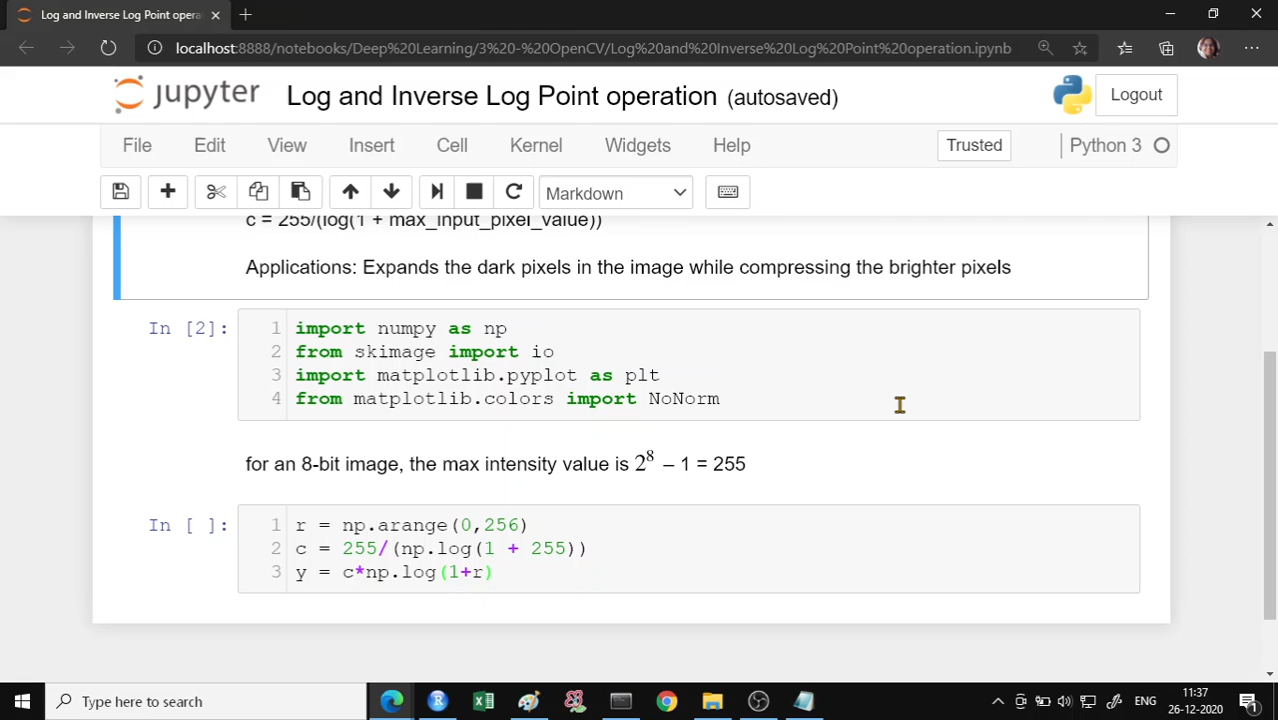 Log and Inverse Log Point opera
localhost:8888/notebooks/Deep%20Learning/3%20-%20OpenCV/Log%20and%20Inverse%20Log%20Point%20operation.ipynb
jupyter Log and Inverse Log Point operation (autosaved) Logout
File Edit View Insert Cell Kernel Widgets Help Trusted Python 3
Markdown
c = 255/(log(1 + max_input_pixel_value))
Applications: Expands the dark pixels in the image while compressing the brighter pixels
In [2]: 1 import numpy as np
2 from skimage import io
3 import matplotlib.pyplot as plt
4 from matplotlib.colors import NoNorm
for an 8-bit image, the max intensity value is 2⁸ – 1 = 255
In [ ]: 1 r = np.arange(0,256)
2 c = 255/(np.log(1 + 255))
3 y = c*np.log(1+r)
Type here to search
ENG
11:37
26-12-2020
1